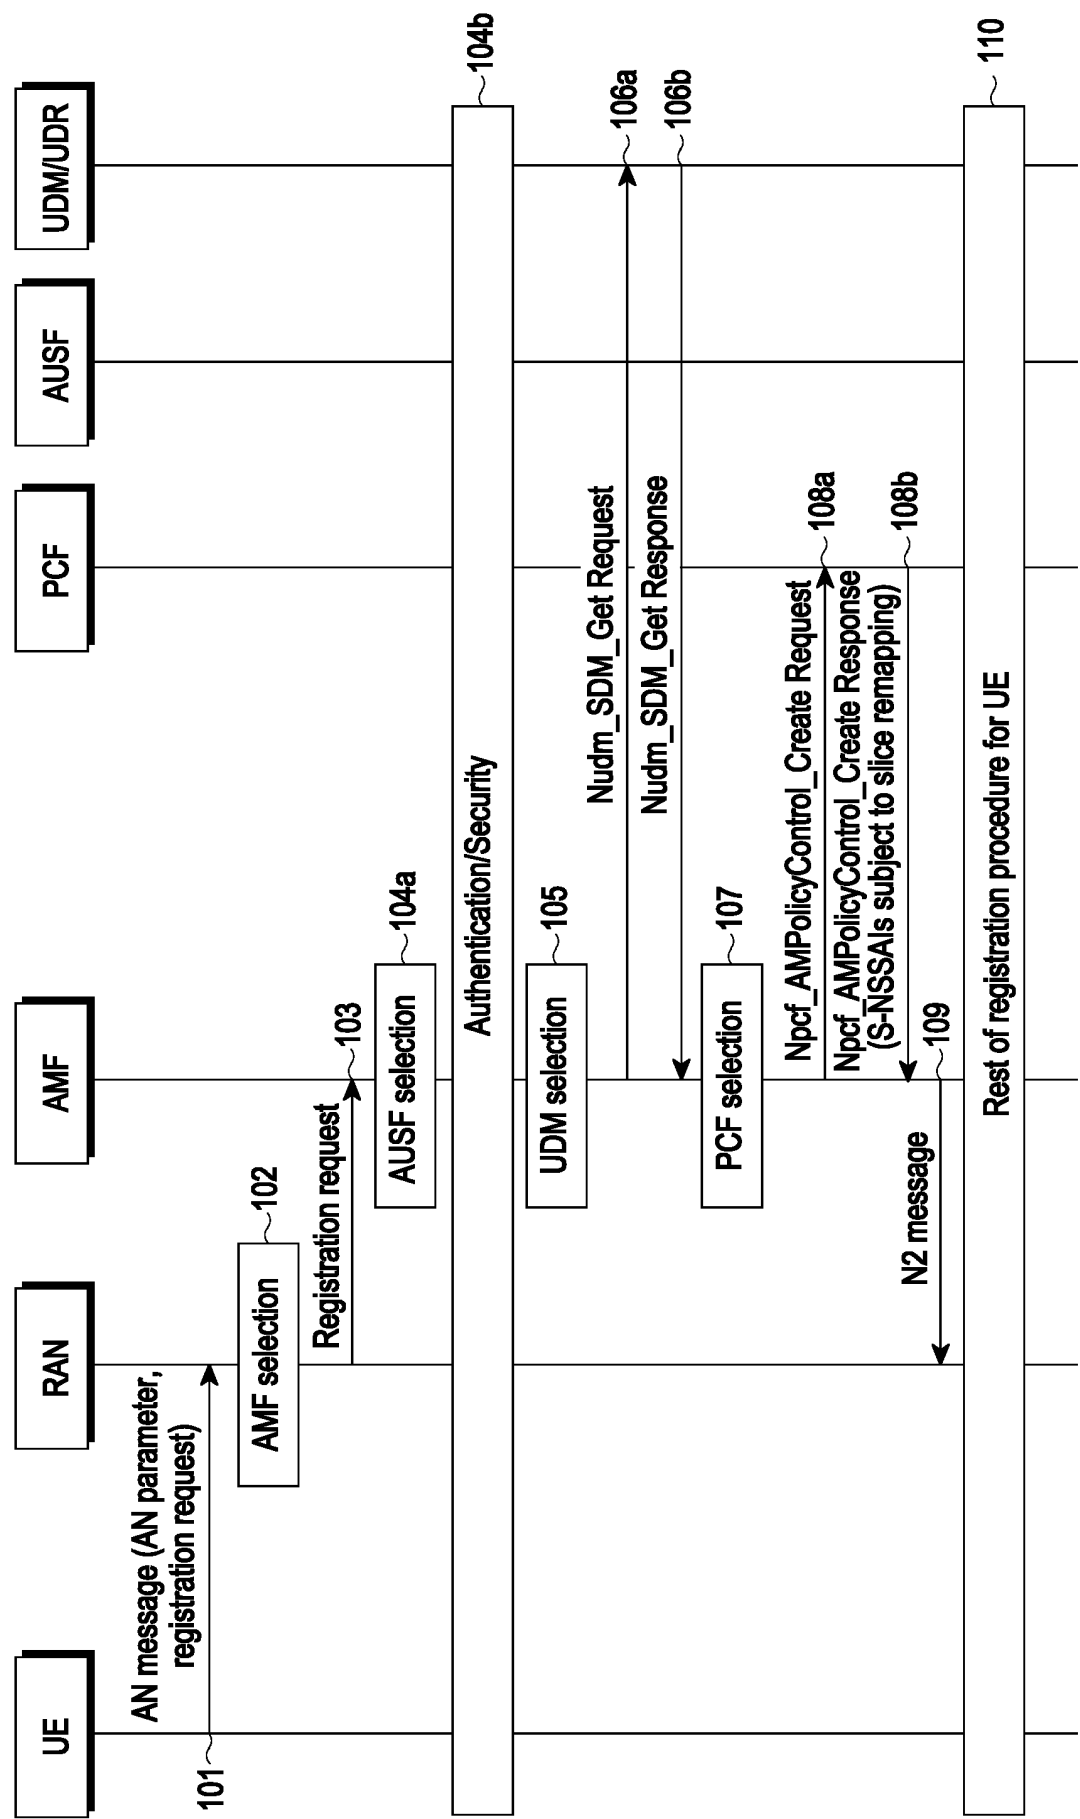 UE
RAN
AMF
PCF
AUSF
UDM/UDR
AN message (AN parameter,
registration request)
101
AMF selection
102
Registration request
103
AUSF selection
104a
Authentication/Security
104b
UDM selection
105
Nudm_SDM_Get Request
106a
Nudm_SDM_Get Response
106b
PCF selection
107
Npcf_AMPolicyControl_Create Request
108a
Npcf_AMPolicyControl_Create Response
(S-NSSAIs subject to slice remapping)
108b
N2 message
109
Rest of registration procedure for UE
110